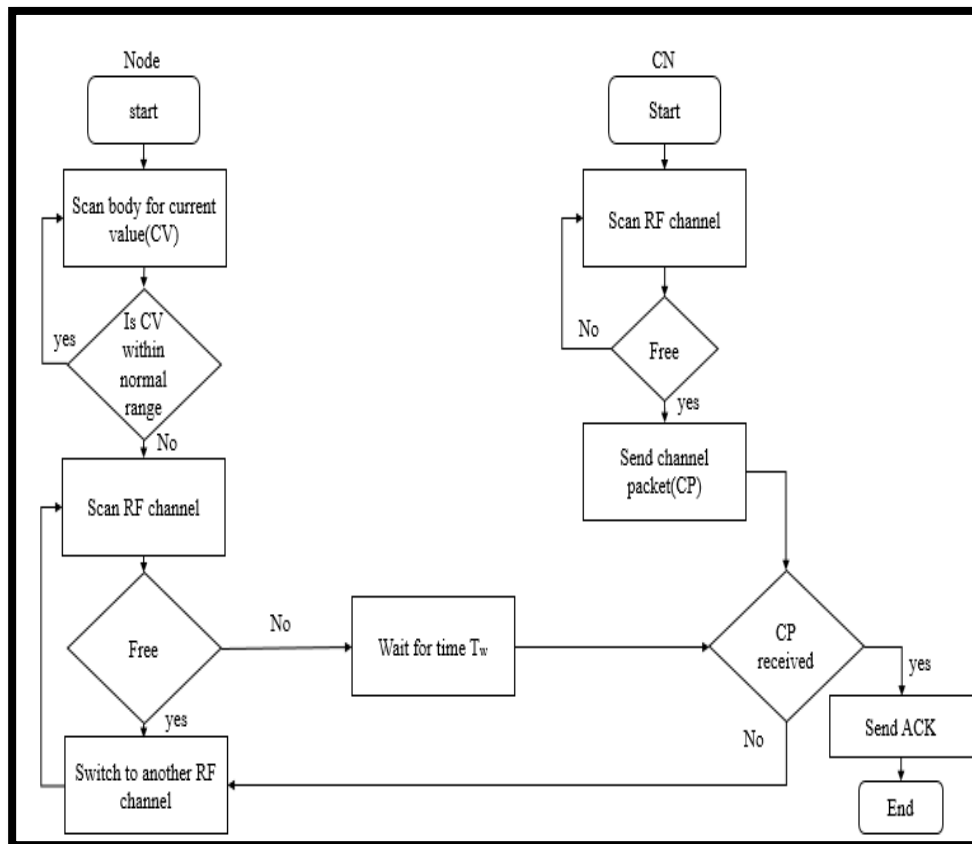 Node
start
Scan body for current
value(CV)
Is CV
within
normal
range
yes
No
Scan RF channel
Free
No
yes
Switch to another RF
channel
Wait for time Tw
CN
Start
Scan RF channel
Free
No
yes
Send channel
packet(CP)
CP
received
yes
No
Send ACK
End